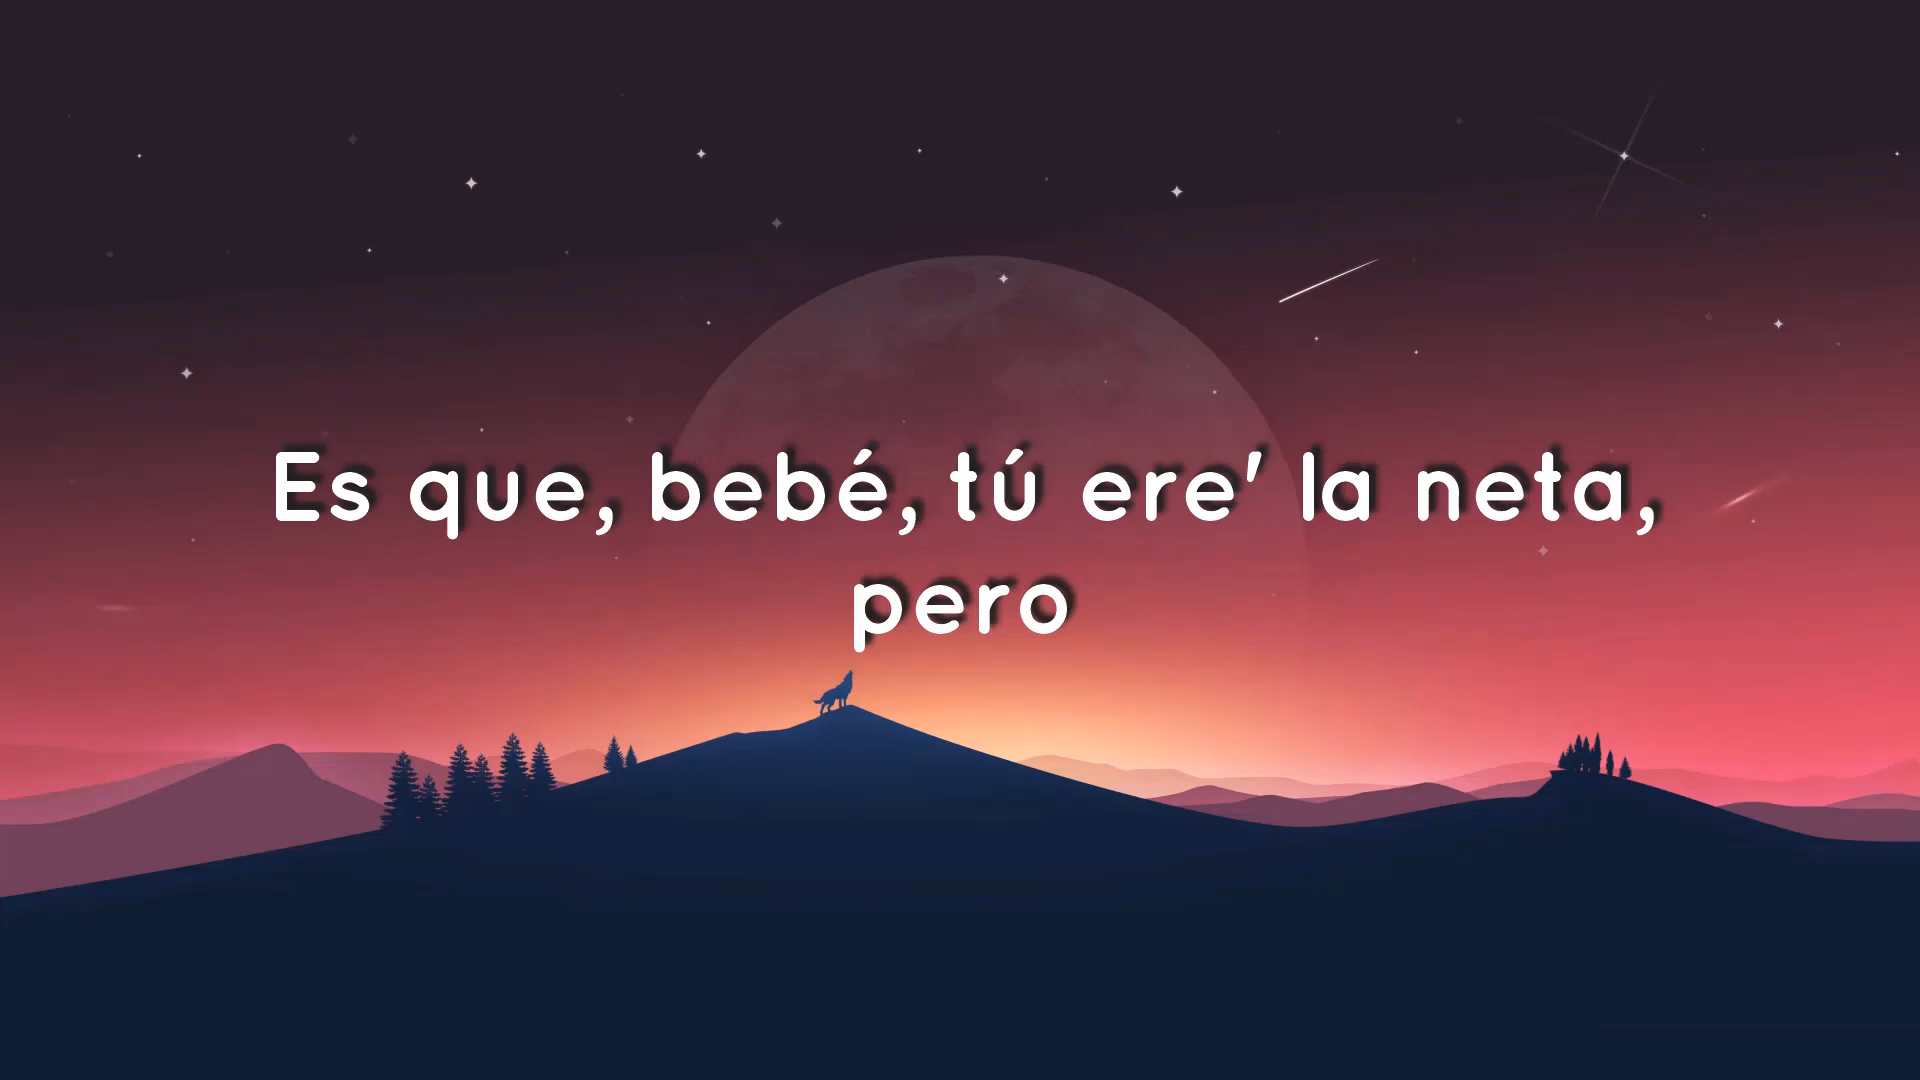 Es que, bebé, tú ere' la neta,
pero